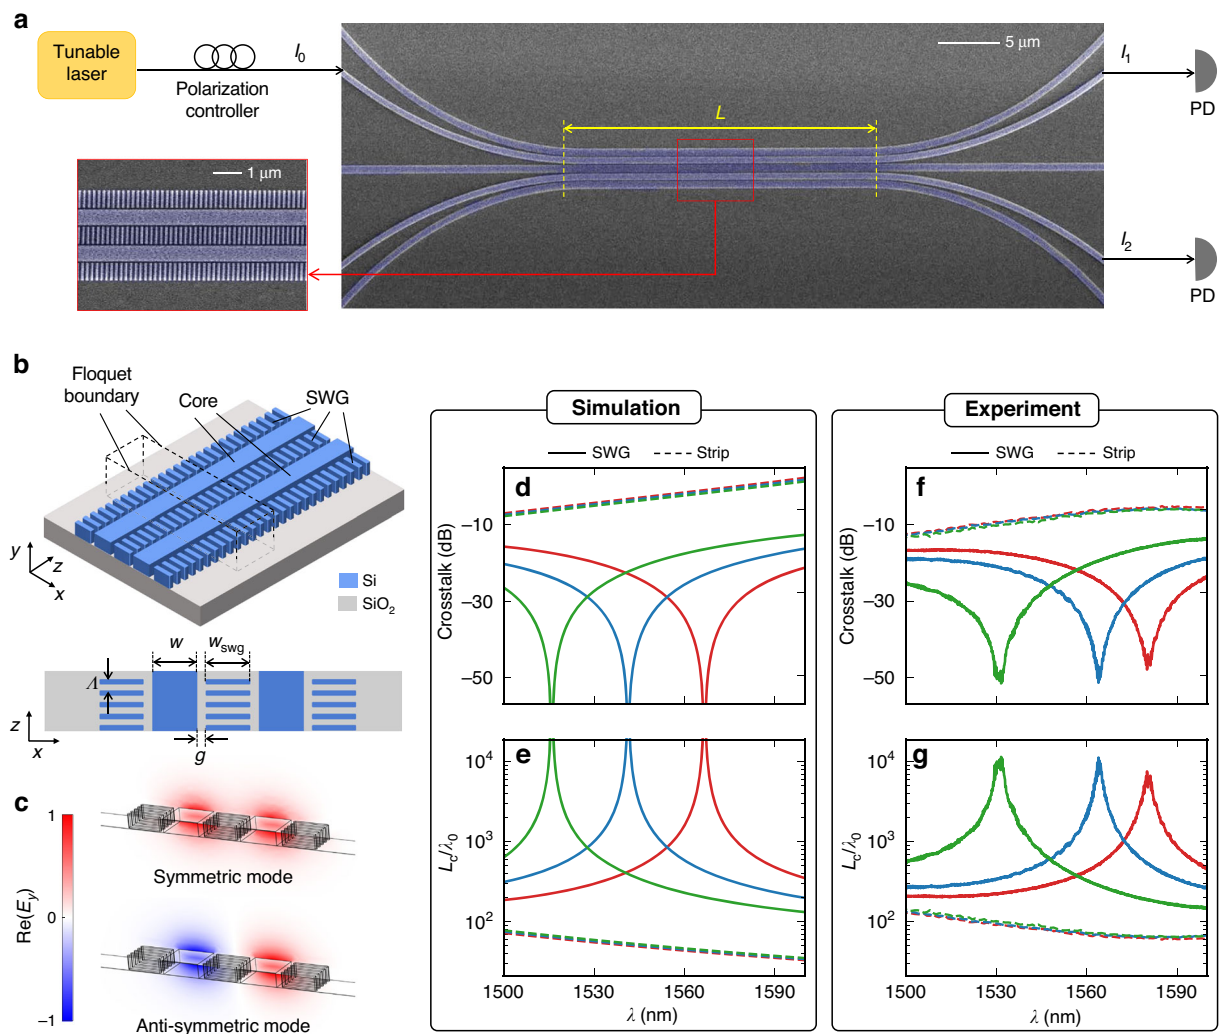 a
Tunable
laser
Polarization
controller
I0
5 μm
L
I1
PD
I2
PD
1 μm
b
Floquet
boundary
Core
SWG
y
z
x
Si
SiO2
w
wswg
Λ
z
x
g
c
1
0
−1
Re(Ey)
Symmetric mode
Anti-symmetric mode
Simulation
SWG
Strip
d
Crosstalk (dB)
−10
−30
−50
e
Lc/λ0
10^4
10^3
10^2
1500
1530
1560
1590
λ (nm)
Experiment
SWG
Strip
f
Crosstalk (dB)
−10
−30
−50
g
Lc/λ0
10^4
10^3
10^2
1500
1530
1560
1590
λ (nm)